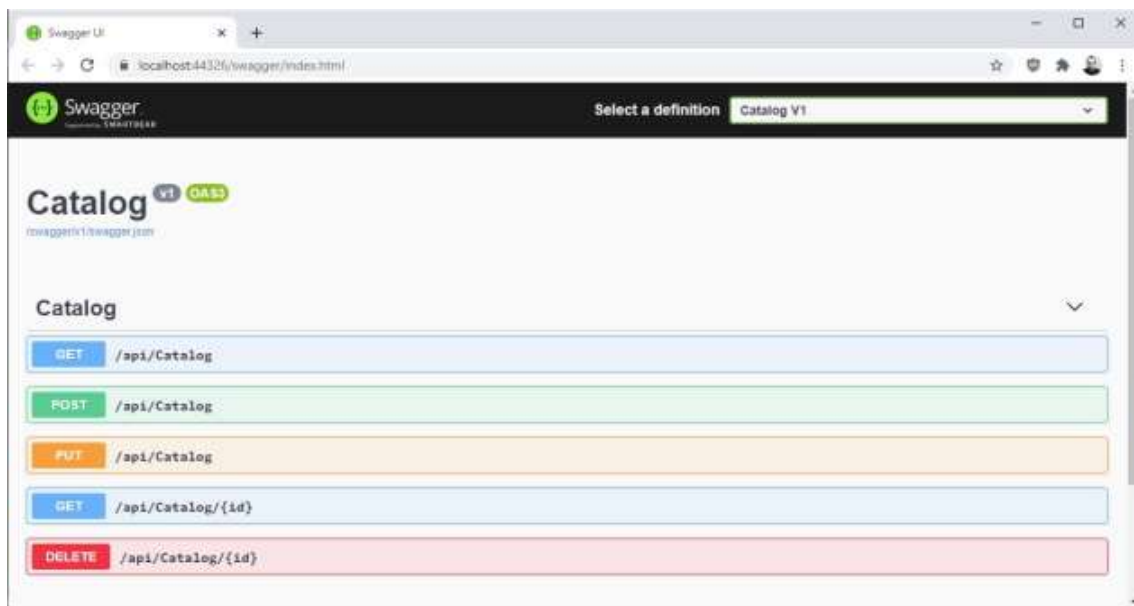 Swagger UI
localhost:44326/swagger/index.html
Swagger
SMARTBEAR
Select a definition
Catalog V1
Catalog v1 OAS3
/swagger/v1/swagger.json
Catalog
GET /api/Catalog
POST /api/Catalog
PUT /api/Catalog
GET /api/Catalog/{id}
DELETE /api/Catalog/{id}